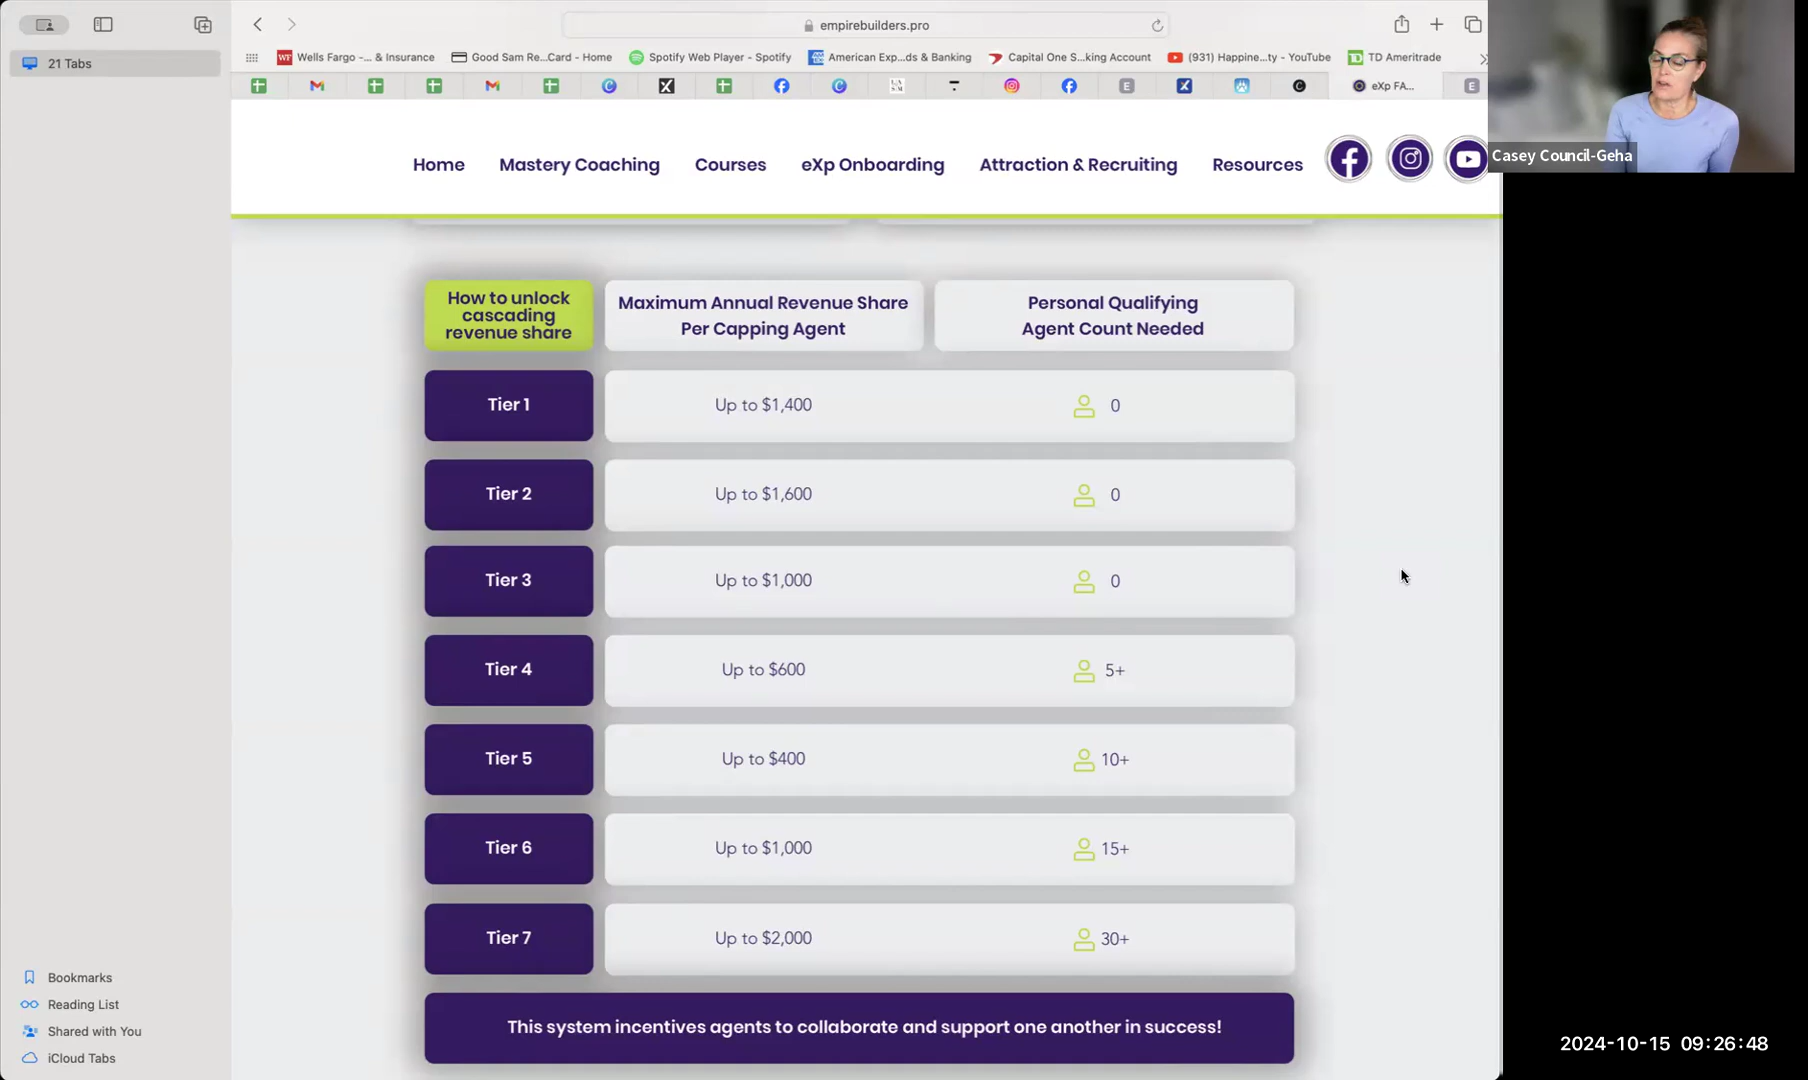 21 Tabs
empirebuilders.pro
Wells Fargo -... & Insurance
Good Sam Re...Card - Home
Spotify Web Player - Spotify
American Exp...ds & Banking
Capital One S...king Account
(931) Happine...ty - YouTube
TD Ameritrade
eXp FA...
Home
Mastery Coaching
Courses
eXp Onboarding
Attraction & Recruiting
Resources
Casey Council-Geha
How to unlock
cascading
revenue share
Maximum Annual Revenue Share
Per Capping Agent
Personal Qualifying
Agent Count Needed
Tier 1
Up to $1,400
0
Tier 2
Up to $1,600
0
Tier 3
Up to $1,000
0
Tier 4
Up to $600
5+
Tier 5
Up to $400
10+
Tier 6
Up to $1,000
15+
Tier 7
Up to $2,000
30+
This system incentives agents to collaborate and support one another in success!
Bookmarks
Reading List
Shared with You
iCloud Tabs
2024-10-15 09:26:48